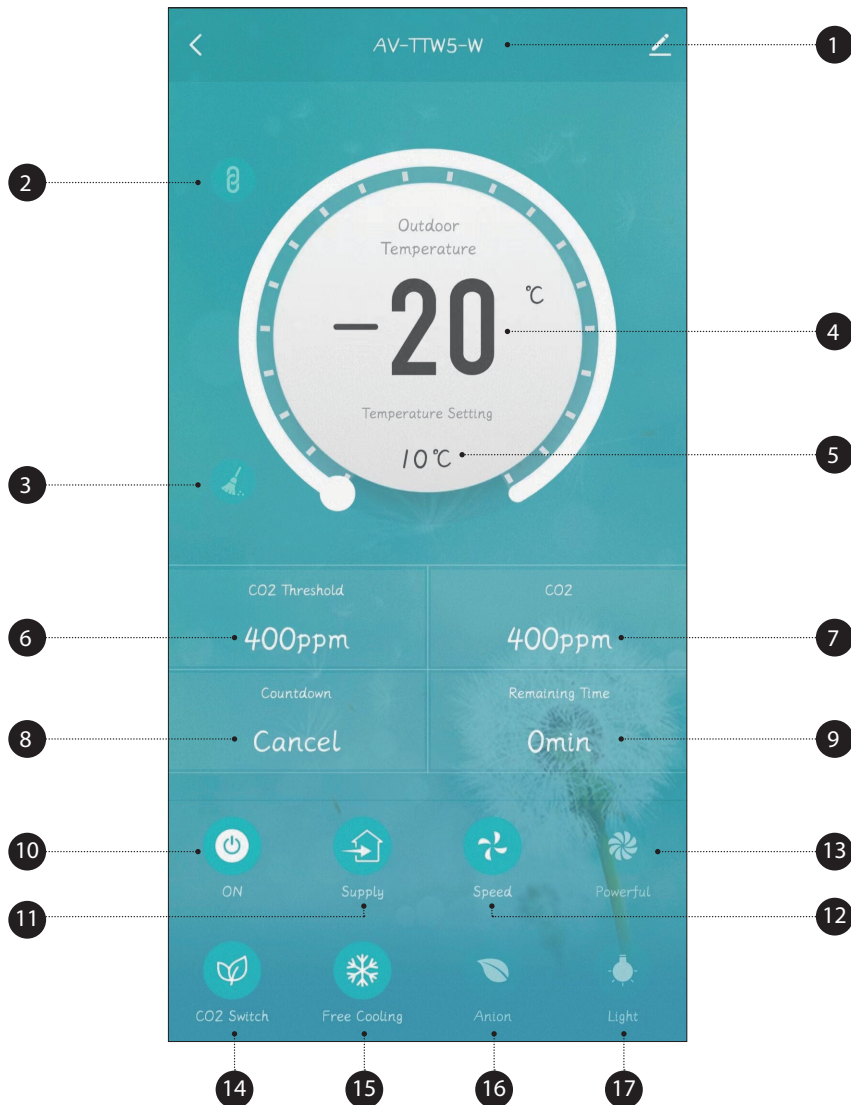 AV-TTW5-W
1
2
Outdoor
Temperature
-20 °C
4
Temperature Setting
10°C
5
3
CO2 Threshold
CO2
6
400ppm
400ppm
7
Countdown
Remaining Time
8
Cancel
0min
9
10
13
ON
Supply
Speed
Powerful
11
12
CO2 Switch
Free Cooling
Anion
Light
14
15
16
17